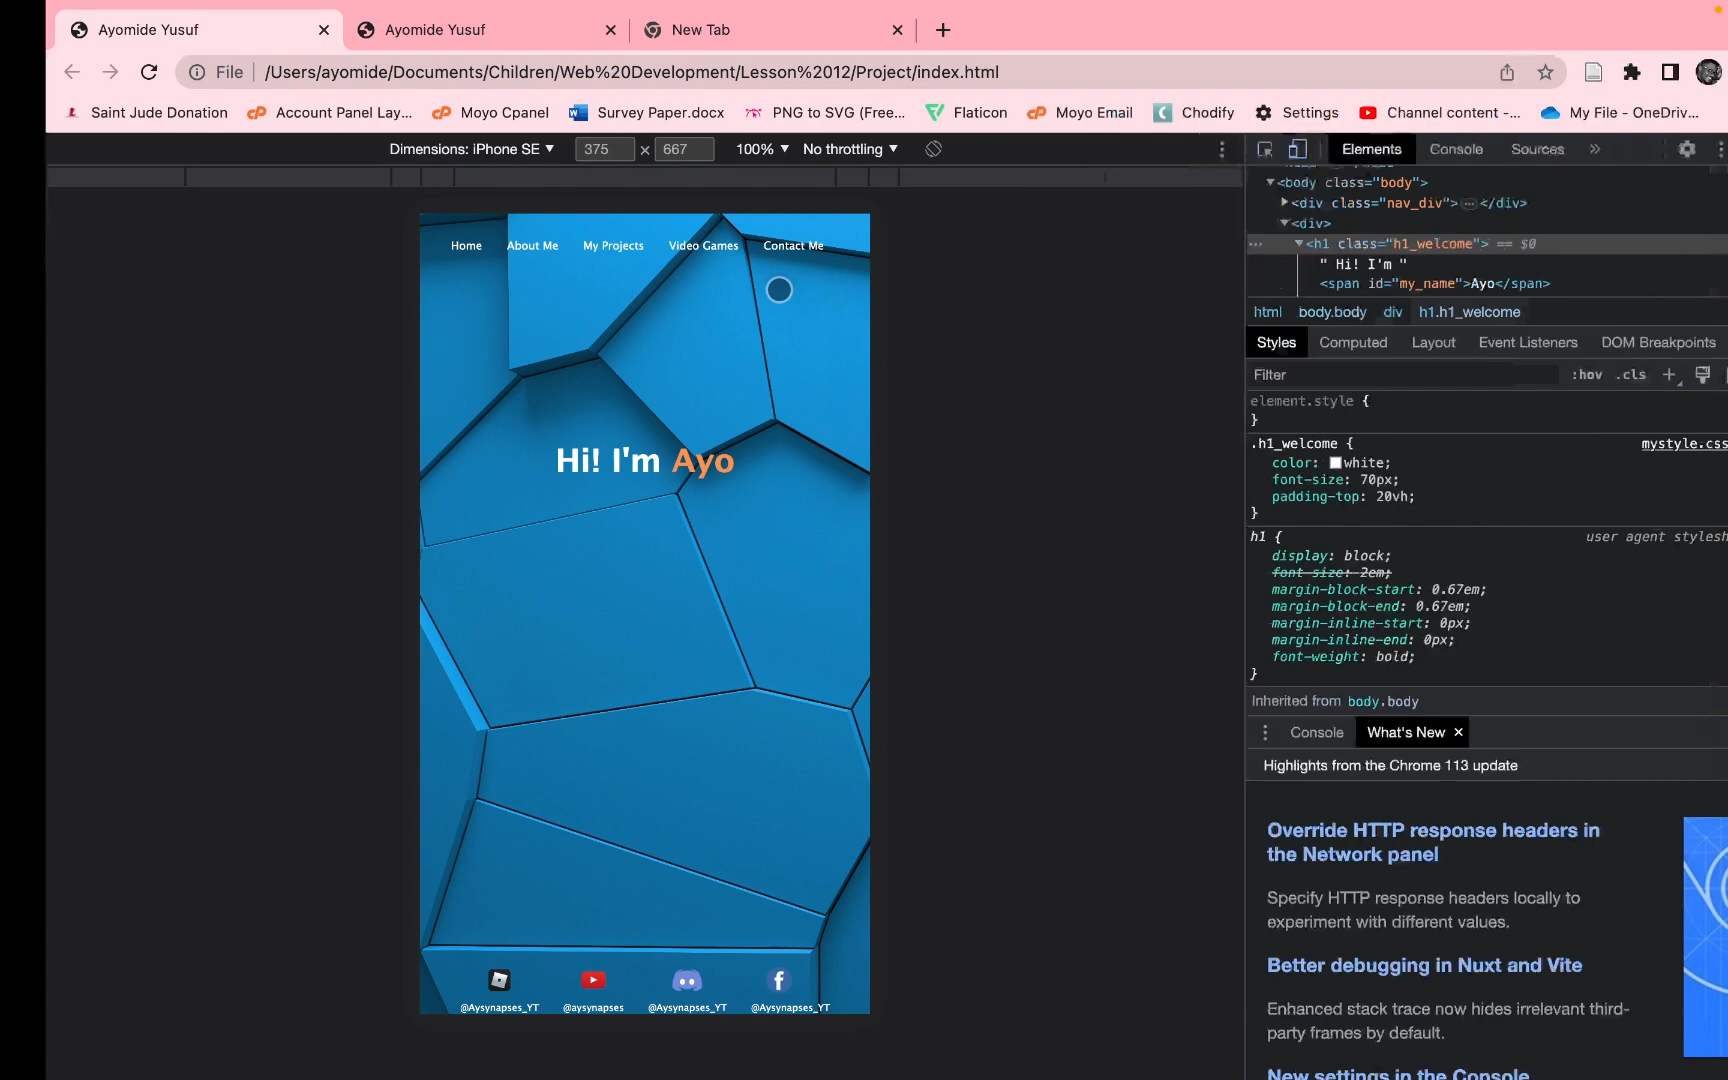 Ayomide Yusuf
Ayomide Yusuf
New Tab
File /Users/ayomide/Documents/Children/Web%20Development/Lesson%2012/Project/index.html
Saint Jude Donation
Account Panel Lay...
Moyo Cpanel
Survey Paper.docx
PNG to SVG (Free...
Flaticon
Moyo Email
Chodify
Settings
Channel content -...
My File - OneDriv...
Dimensions: iPhone SE ▼ 375 × 667 100% ▼ No throttling ▼
Home About Me My Projects Video Games Contact Me
Hi! I'm Ayo
@Aysynapses_YT @aysynapses @Aysynapses_YT @Aysynapses_YT
Elements Console Sources »
▼<body class="body">
▶<div class="nav_div">⋯</div>
▼<div>
⋯ ▼<h1 class="h1_welcome"> == $0
" Hi! I'm "
<span id="my_name">Ayo</span>
html body.body div h1.h1_welcome
Styles Computed Layout Event Listeners DOM Breakpoints
Filter :hov .cls +
element.style {
}
.h1_welcome { mystyle.css
color: white;
font-size: 70px;
padding-top: 20vh;
}
h1 { user agent stylesh
display: block;
font-size: 2em;
margin-block-start: 0.67em;
margin-block-end: 0.67em;
margin-inline-start: 0px;
margin-inline-end: 0px;
font-weight: bold;
}
Inherited from body.body
Console What's New ×
Highlights from the Chrome 113 update
Override HTTP response headers in
the Network panel
Specify HTTP response headers locally to
experiment with different values.
Better debugging in Nuxt and Vite
Enhanced stack trace now hides irrelevant third-
party frames by default.
New settings in the Console